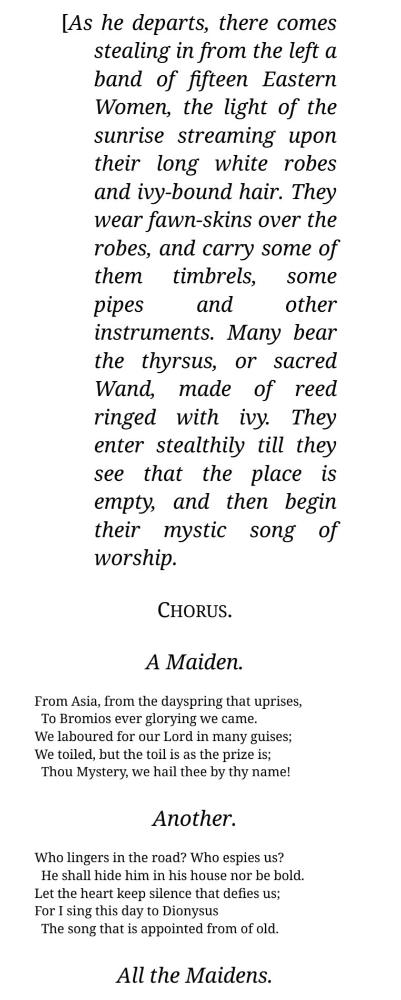 [As he departs, there comes
stealing in from the left a
band of fifteen Eastern
Women, the light of the
sunrise streaming upon
their long white robes
and ivy-bound hair. They
wear fawn-skins over the
robes, and carry some of
them timbrels, some
pipes and other
instruments. Many bear
the thyrsus, or sacred
Wand, made of reed
ringed with ivy. They
enter stealthily till they
see that the place is
empty, and then begin
their mystic song of
worship.
CHORUS.
A Maiden.
From Asia, from the dayspring that uprises,
To Bromios ever glorying we came.
We laboured for our Lord in many guises;
We toiled, but the toil is as the prize is;
Thou Mystery, we hail thee by thy name!
Another.
Who lingers in the road? Who espies us?
He shall hide him in his house nor be bold.
Let the heart keep silence that defies us;
For I sing this day to Dionysus
The song that is appointed from of old.
All the Maidens.